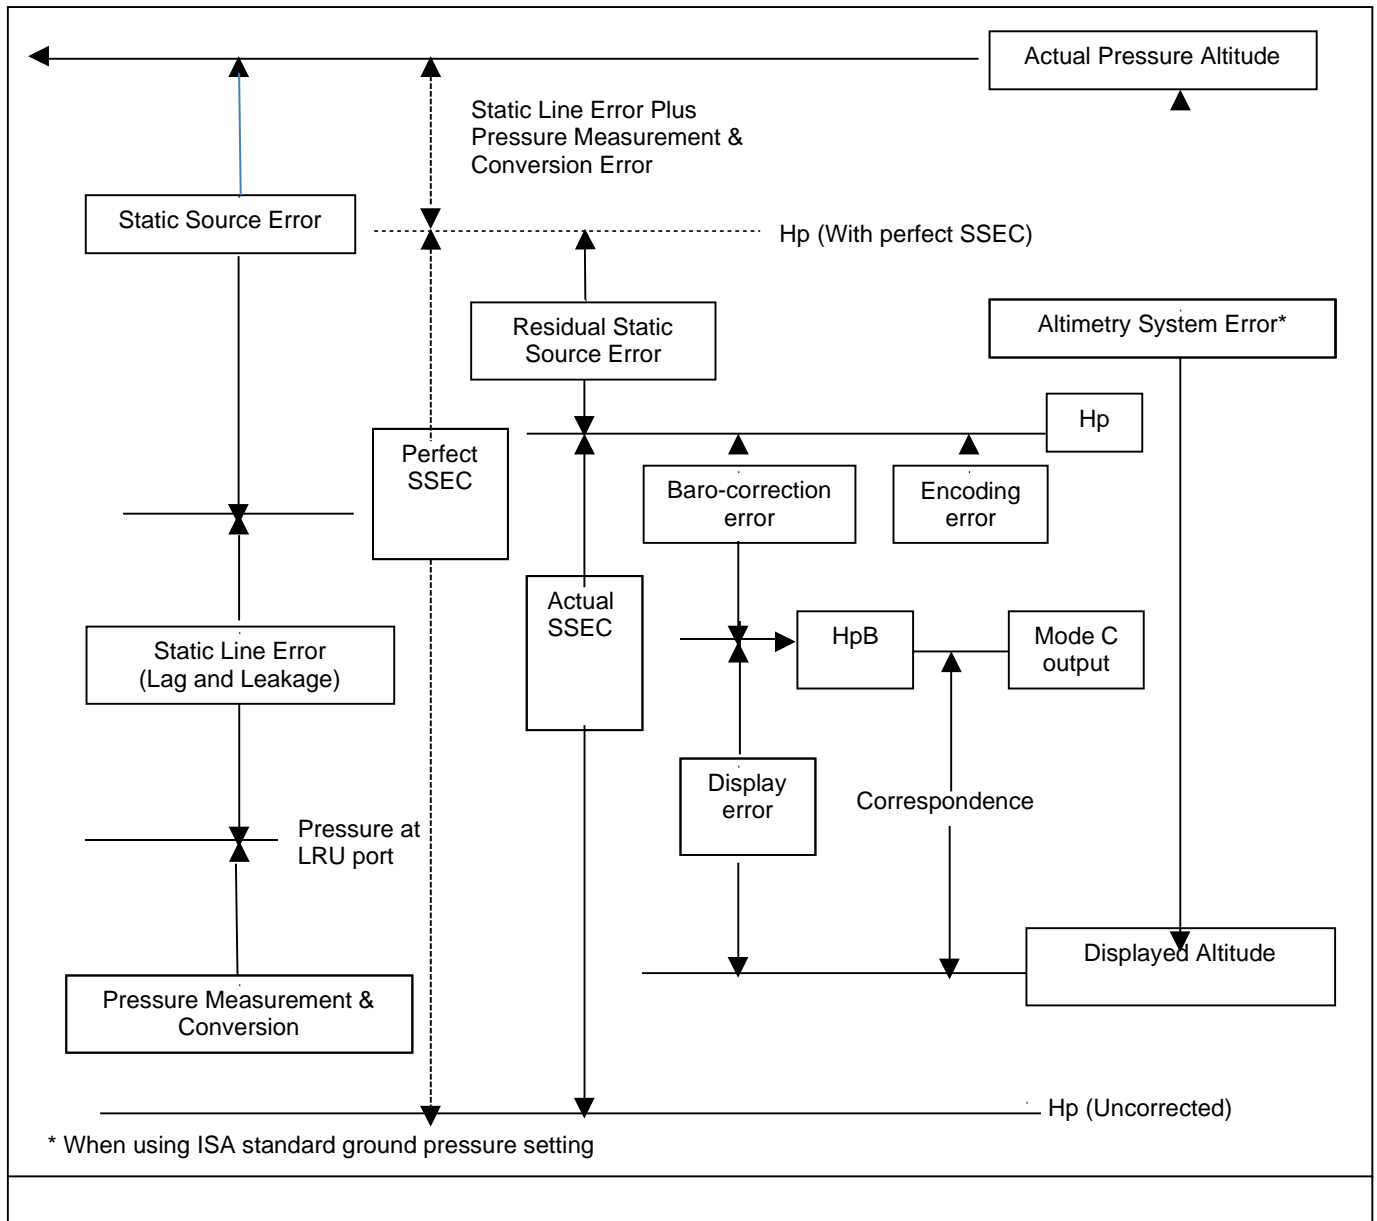 Actual Pressure Altitude
Static Line Error Plus
Pressure Measurement &
Conversion Error
Static Source Error
Hp (With perfect SSEC)
Residual Static
Source Error
Altimetry System Error*
Hp
Perfect
SSEC
Baro-correction
error
Encoding
error
Actual
SSEC
Static Line Error
(Lag and Leakage)
HpB
Mode C
output
Display
error
Correspondence
Pressure at
LRU port
Displayed Altitude
Pressure Measurement &
Conversion
Hp (Uncorrected)
* When using ISA standard ground pressure setting